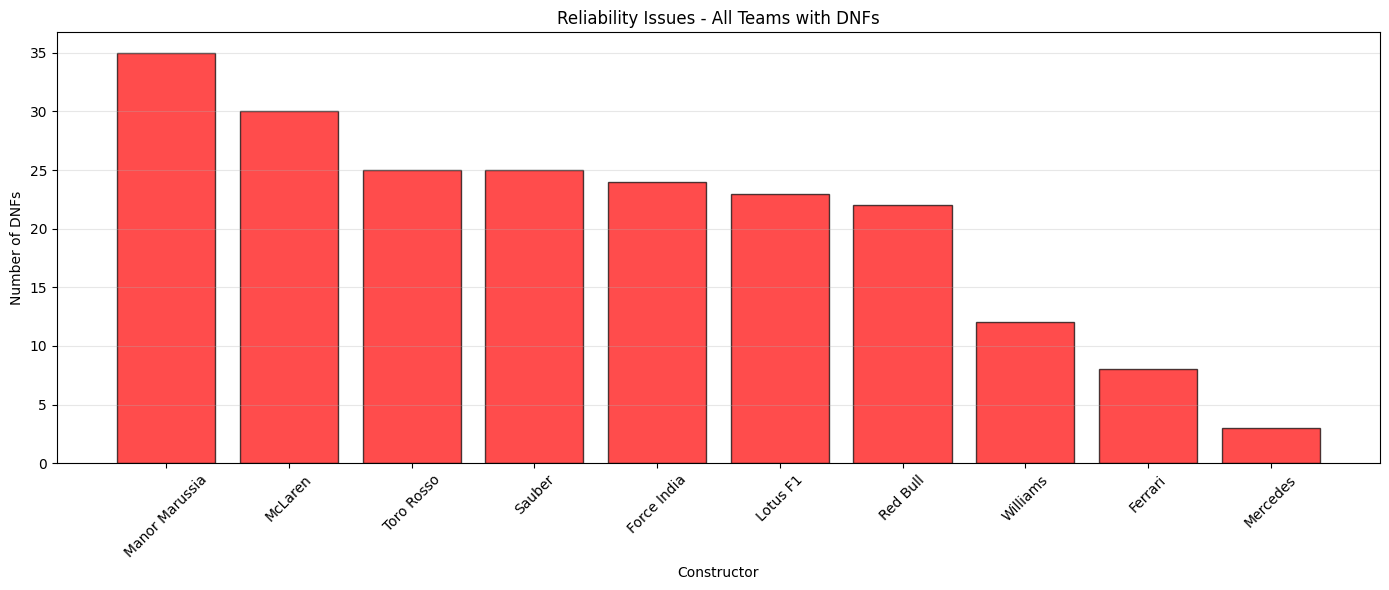 Reliability Issues - All Teams with DNFs
Number of DNFs
35
30
25
20
15
10
5
0
Manor Marussia
McLaren
Toro Rosso
Sauber
Force India
Lotus F1
Red Bull
Williams
Ferrari
Mercedes
Constructor